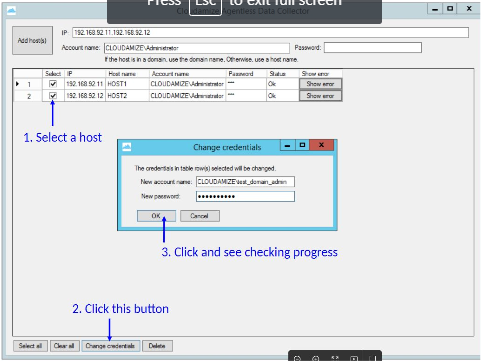 Press Esc to exit full screen
Cloudamize Agentless Data Collector
Add host(s)
IP: 192.168.92.11,192.168.92.12
Account name: CLOUDAMIZE\Administrator Password:
If the host is in a domain, use the domain name. Otherwise, use a host name.
Select IP Host name Account name Password Status Show error
1 192.168.92.11 HOST1 CLOUDAMIZE\Administrator *** Ok Show error
2 192.168.92.12 HOST2 CLOUDAMIZE\Administrator *** Ok Show error
1. Select a host
Change credentials
The credentials in table row(s) selected will be changed.
New account name: CLOUDAMIZE\test_domain_admin
New password: ●●●●●●●●●●
OK Cancel
3. Click and see checking progress
2. Click this button
Select all Clear all Change credentials Delete